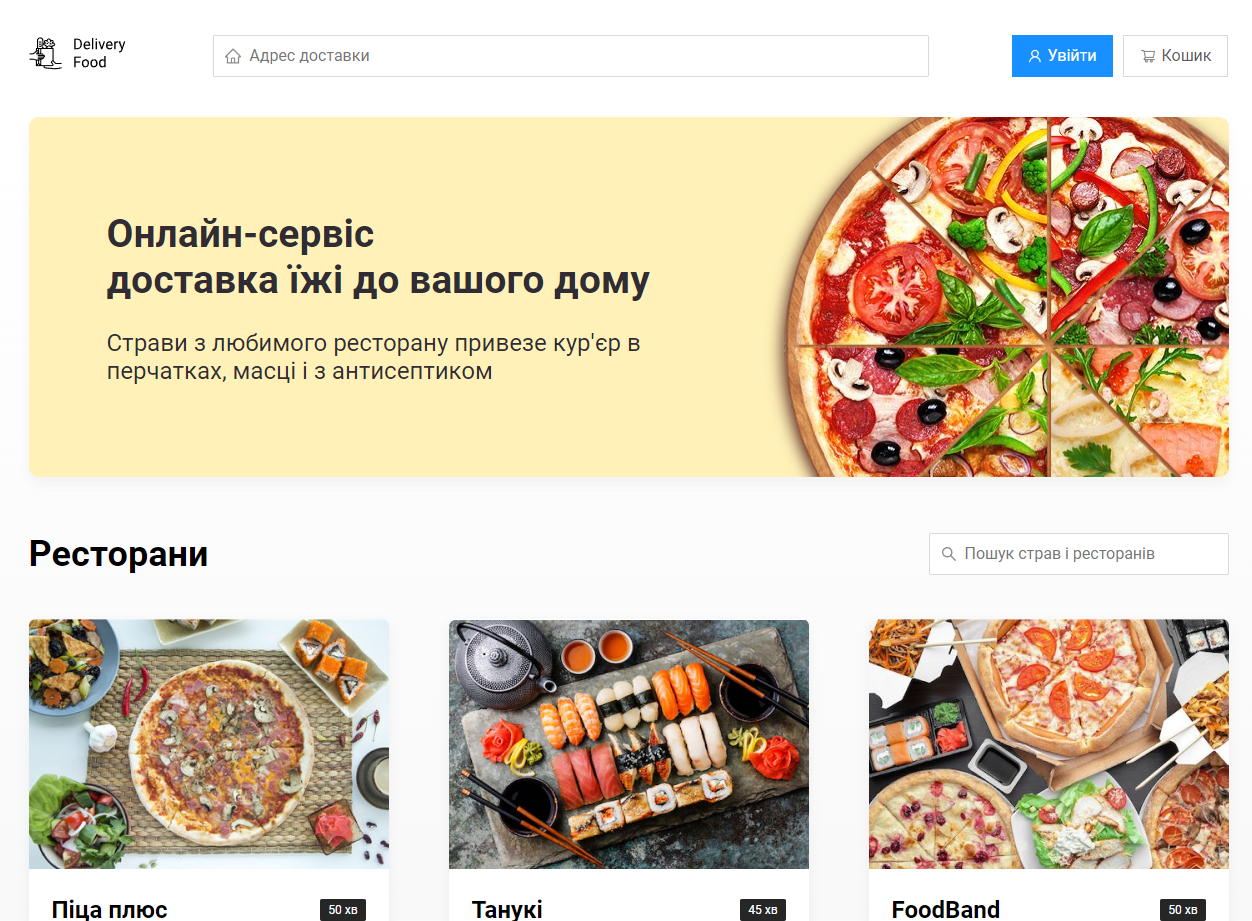 Delivery
Food
Адрес доставки
Увійти
Кошик
Онлайн-сервіс
доставка їжі до вашого дому
Страви з любимого ресторану привезе кур'єр в
перчатках, масці і з антисептиком
Ресторани
Пошук страв і ресторанів
Піца плюс
50 хв
Танукі
45 хв
FoodBand
50 хв